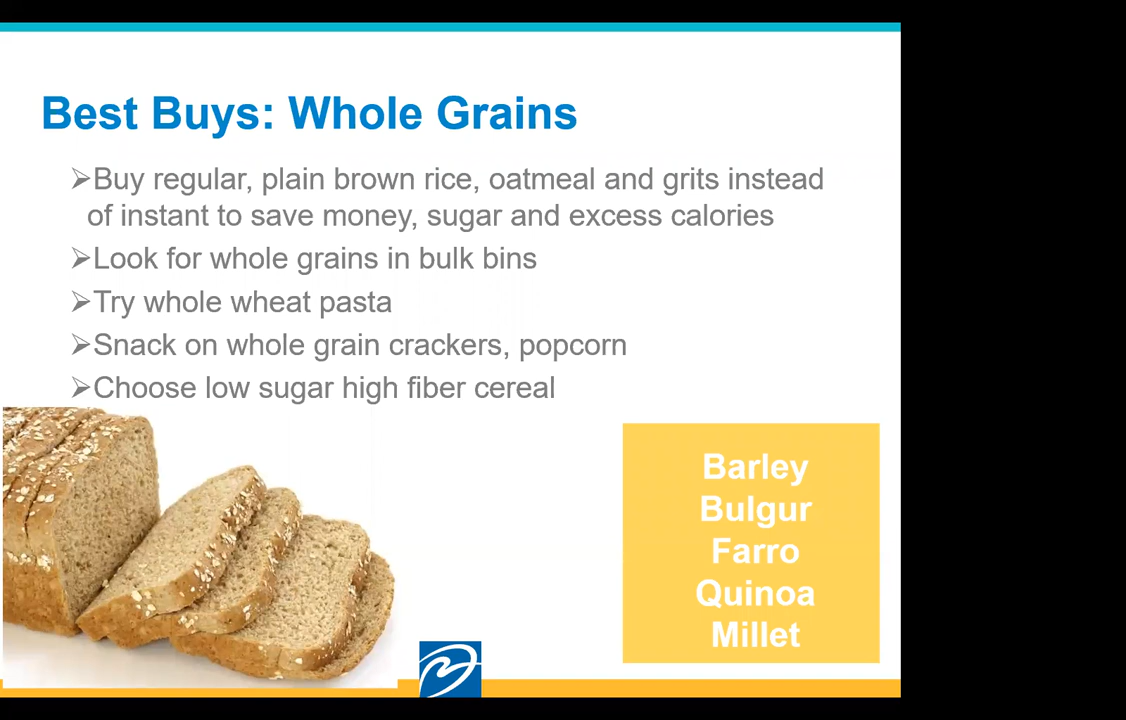 Best Buys: Whole Grains
➢Buy regular, plain brown rice, oatmeal and grits instead
of instant to save money, sugar and excess calories
➢Look for whole grains in bulk bins
➢Try whole wheat pasta
➢Snack on whole grain crackers, popcorn
➢Choose low sugar high fiber cereal
Barley
Bulgur
Farro
Quinoa
Millet